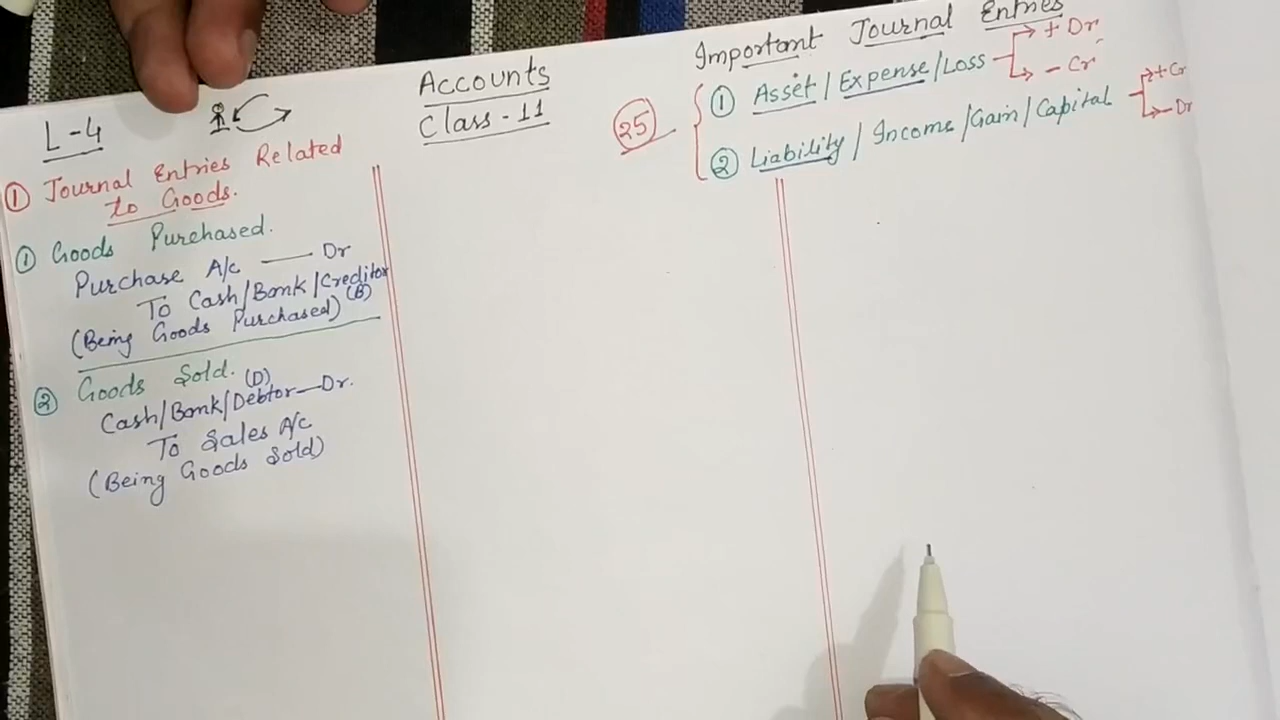 L-4
Accounts
Class-11
Important Journal Entries
25
① Asset / Expense / Loss
+ Dr
- Cr
② Liability / Income / Gain / Capital
+ Cr
- Dr
① Journal Entries Related
to Goods.
① Goods Purchased.
Purchase A/c —— Dr
To Cash/Bank/Creditor
(B)
(Being Goods Purchased)
② Goods Sold.
(D)
Cash/Bank/Debtor—Dr.
To Sales A/c
(Being Goods Sold)